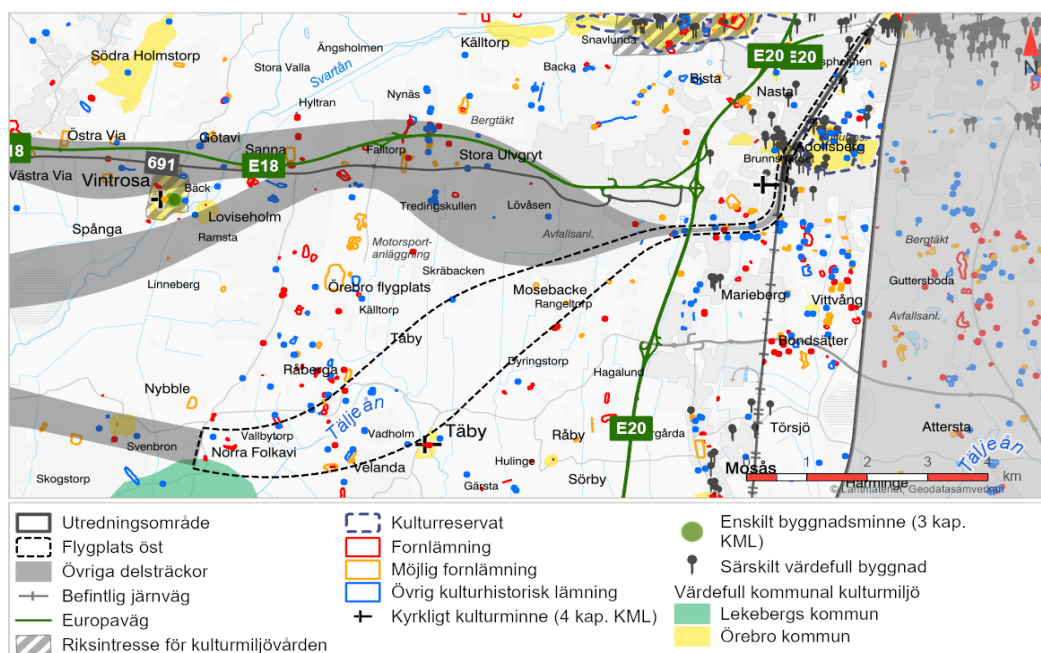 Snavlunda
Södra Holmstorp
Ängsholmen
Källtorp
E20
E20
Stora Valla
Svartån
Backa
Bista
Nasta
N
Hyltran
Nynäs
Bergtäkt
Östra Via
Götavi
Sanna
Falltorp
Stora Ulvgryt
Adolfsberg
Brunnsgärdet
18
691
E18
Västra Via
Vintrosa
Bäck
Loviseholm
Tredingskullen
Lövåsen
Spånga
Ramsta
Avfallsanl.
Motorsport-
anläggning
Bergtäkt
Skråbacken
Linneberg
Örebro flygplats
Mosebacke
Rangeltorp
Marieberg
Vittvång
Guttersboda
Källtorp
Avfallsanl.
Täby
Bondsätter
Dyringstorp
Råberga
Hagalund
Nybble
Täljeån
Vallbytorp
Vadholm
Täby
E20
Råby
Törsjö
Attersta
Svenbron
Norra Folkavi
Velanda
Hulinge
Mosås
Täljeån
Skogstorp
Gärsta
Sörby
0 1 2 3 4
km
Harminge
© Lantmäteriet, Geodatasamverkan
Utredningsområde
Flygplats öst
Övriga delsträckor
Befintlig järnväg
Europaväg
Riksintresse för kulturmiljövården
Kulturreservat
Fornlämning
Möjlig fornlämning
Övrig kulturhistorisk lämning
Kyrkligt kulturminne (4 kap. KML)
Enskilt byggnadsminne (3 kap.
KML)
Särskilt värdefull byggnad
Värdefull kommunal kulturmiljö
Lekebergs kommun
Örebro kommun